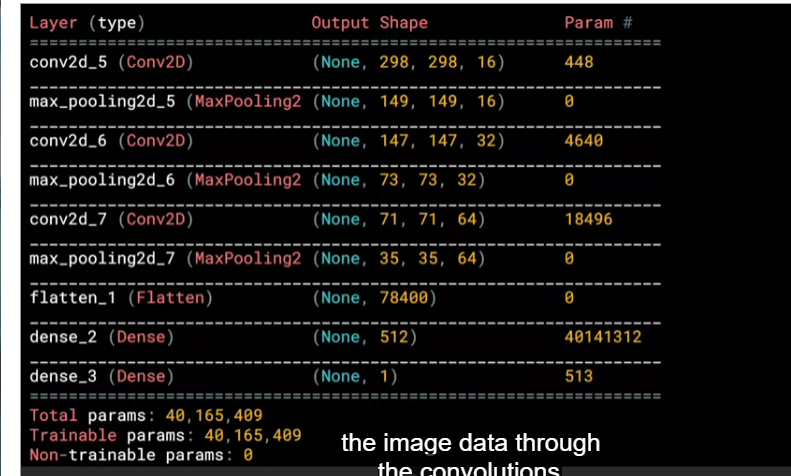 Layer (type) Output Shape Param #
=================================================================
conv2d_5 (Conv2D) (None, 298, 298, 16) 448
max_pooling2d_5 (MaxPooling2 (None, 149, 149, 16) 0
conv2d_6 (Conv2D) (None, 147, 147, 32) 4640
max_pooling2d_6 (MaxPooling2 (None, 73, 73, 32) 0
conv2d_7 (Conv2D) (None, 71, 71, 64) 18496
max_pooling2d_7 (MaxPooling2 (None, 35, 35, 64) 0
flatten_1 (Flatten) (None, 78400) 0
dense_2 (Dense) (None, 512) 40141312
dense_3 (Dense) (None, 1) 513
=================================================================
Total params: 40,165,409
Trainable params: 40,165,409
Non-trainable params: 0
the image data through
the convolutions